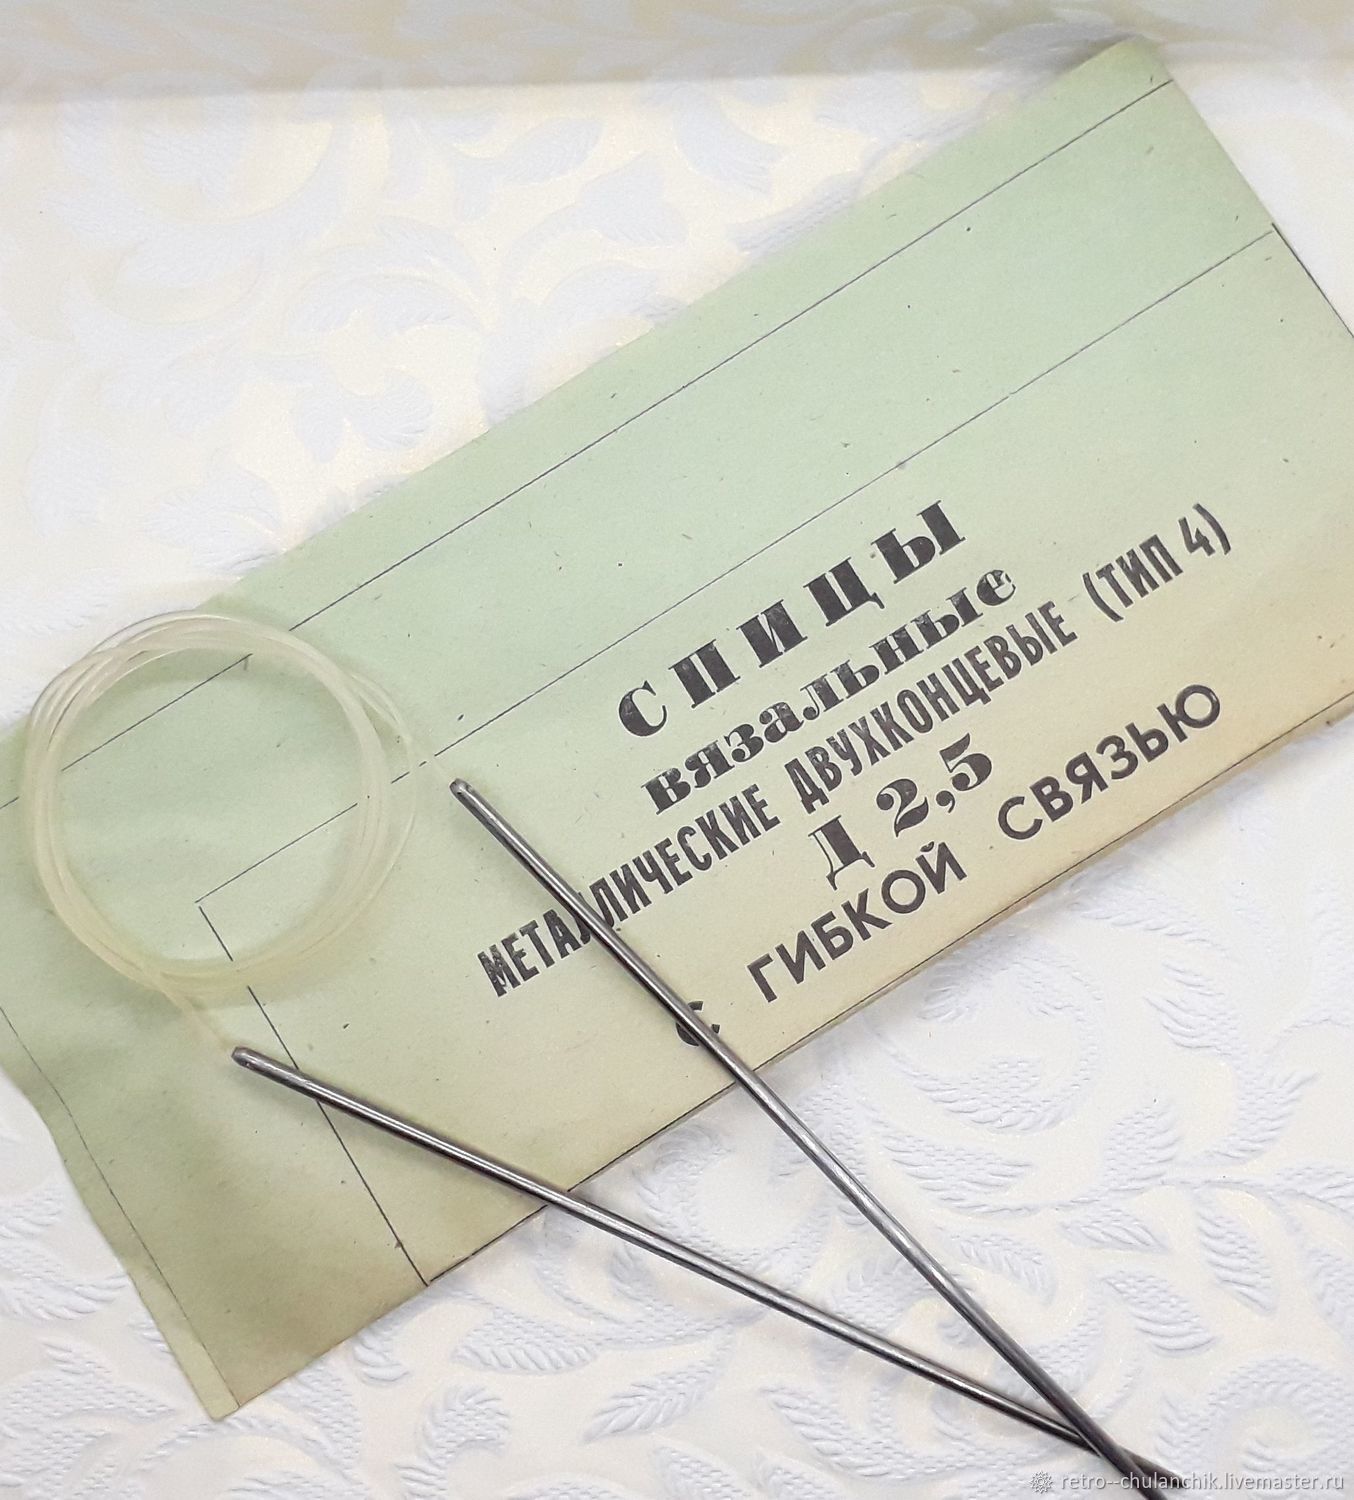 СПИЦЫ
вязальные
МЕТАЛЛИЧЕСКИЕ ДВУХКОНЦЕВЫЕ (ТИП 4)
Д 2,5
С ГИБКОЙ СВЯЗЬЮ
retro--chulanchik.livemaster.ru